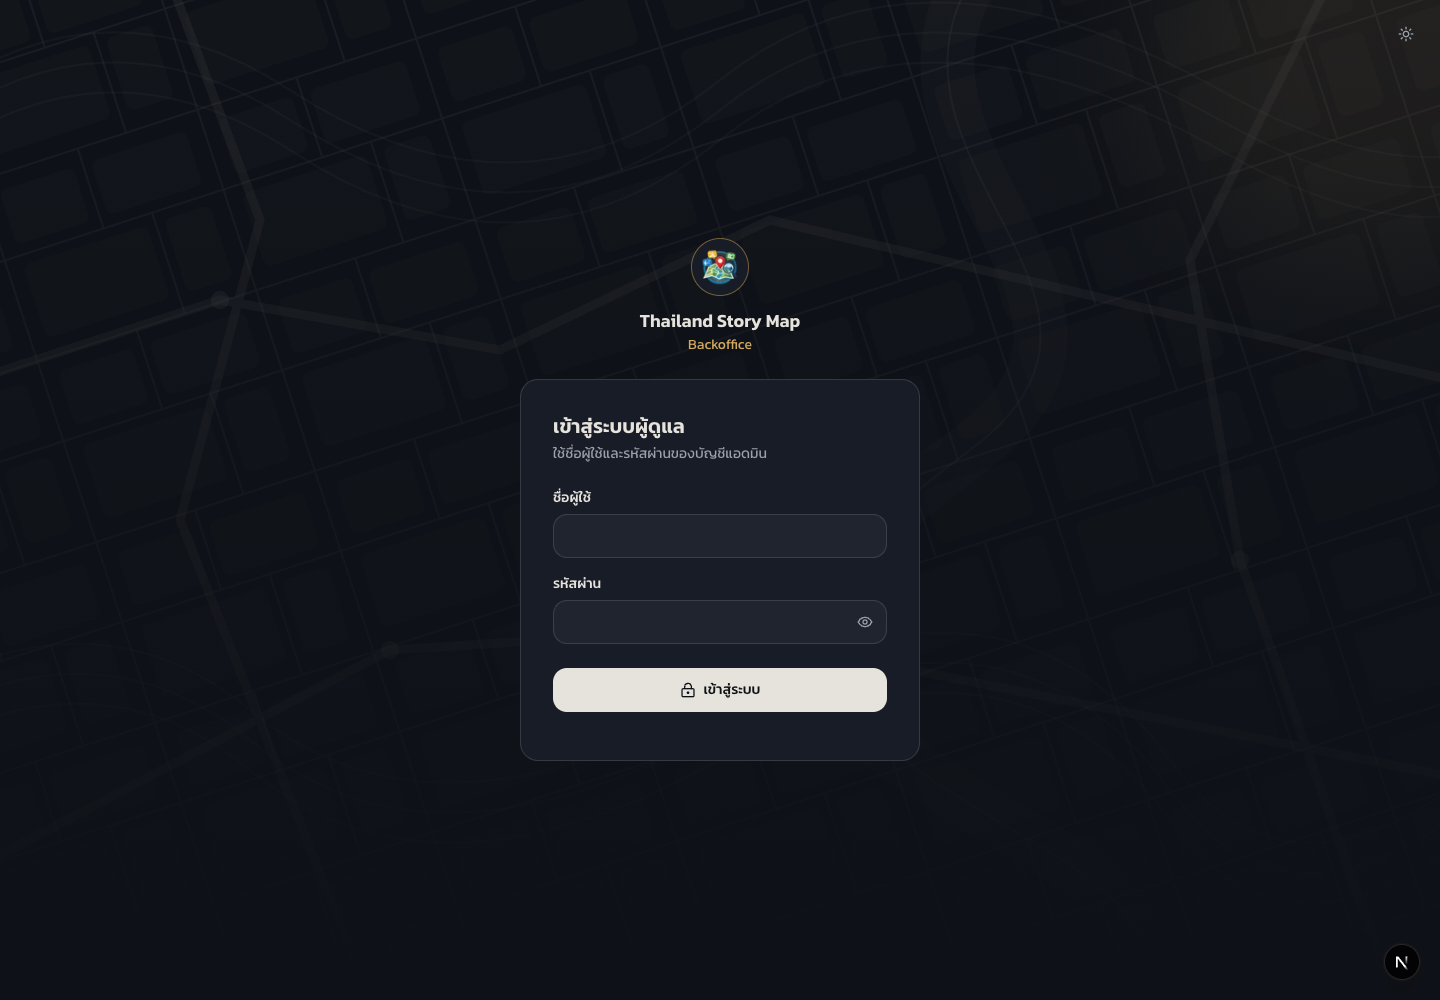 Thailand Story Map
Backoffice
เข้าสู่ระบบผู้ดูแล
ใช้ชื่อผู้ใช้และรหัสผ่านของบัญชีแอดมิน
ชื่อผู้ใช้
รหัสผ่าน
เข้าสู่ระบบ
N